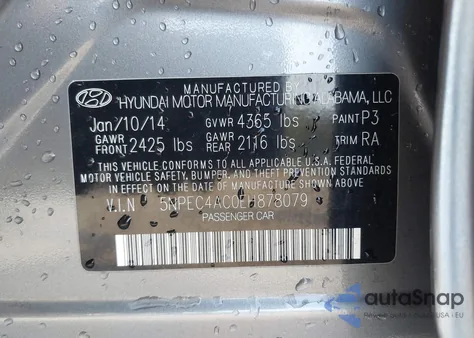 MANUFACTURED BY
HYUNDAI MOTOR MANUFACTURING ALABAMA, LLC
Jan/10/14 GVWR 4365 lbs PAINT P3
GAWR FRONT 2425 lbs GAWR REAR 2116 lbs TRIM RA
THIS VEHICLE CONFORMS TO ALL APPLICABLE U.S.A. FEDERAL
MOTOR VEHICLE SAFETY, BUMPER, AND THEFT PREVENTION STANDARDS
IN EFFECT ON THE DATE OF MANUFACTURE SHOWN ABOVE.
V.I.N 5NPEC4AC0EH878079
PASSENGER CAR
autoSnap